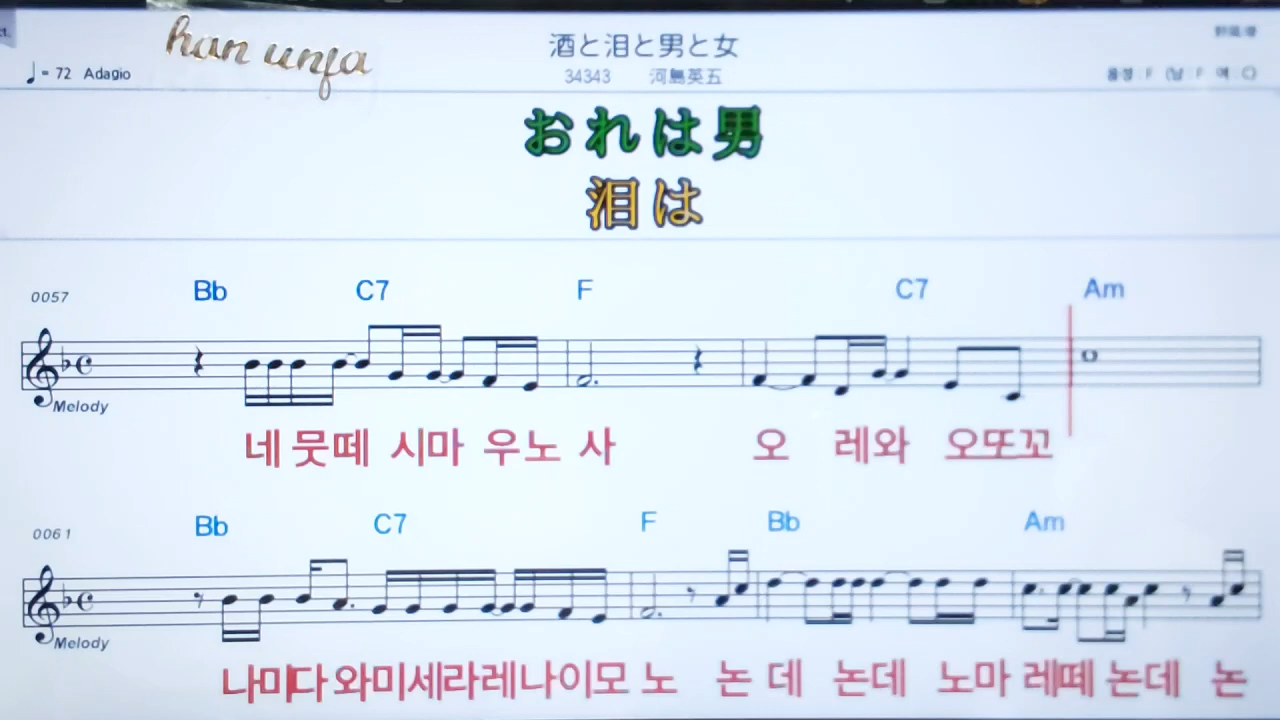 ct.
han unja
酒と泪と男と女
♩= 72 Adagio
34343 河島英五
おれは男
泪は
0057 Bb C7 F C7 Am
Melody
네 뭇떼 시마 우노 사 오 레와 오또꼬
0061 Bb C7 F Bb Am
Melody
나미다 와미세라레나이모 노 논 데 논데 노마 레떼 논데 논